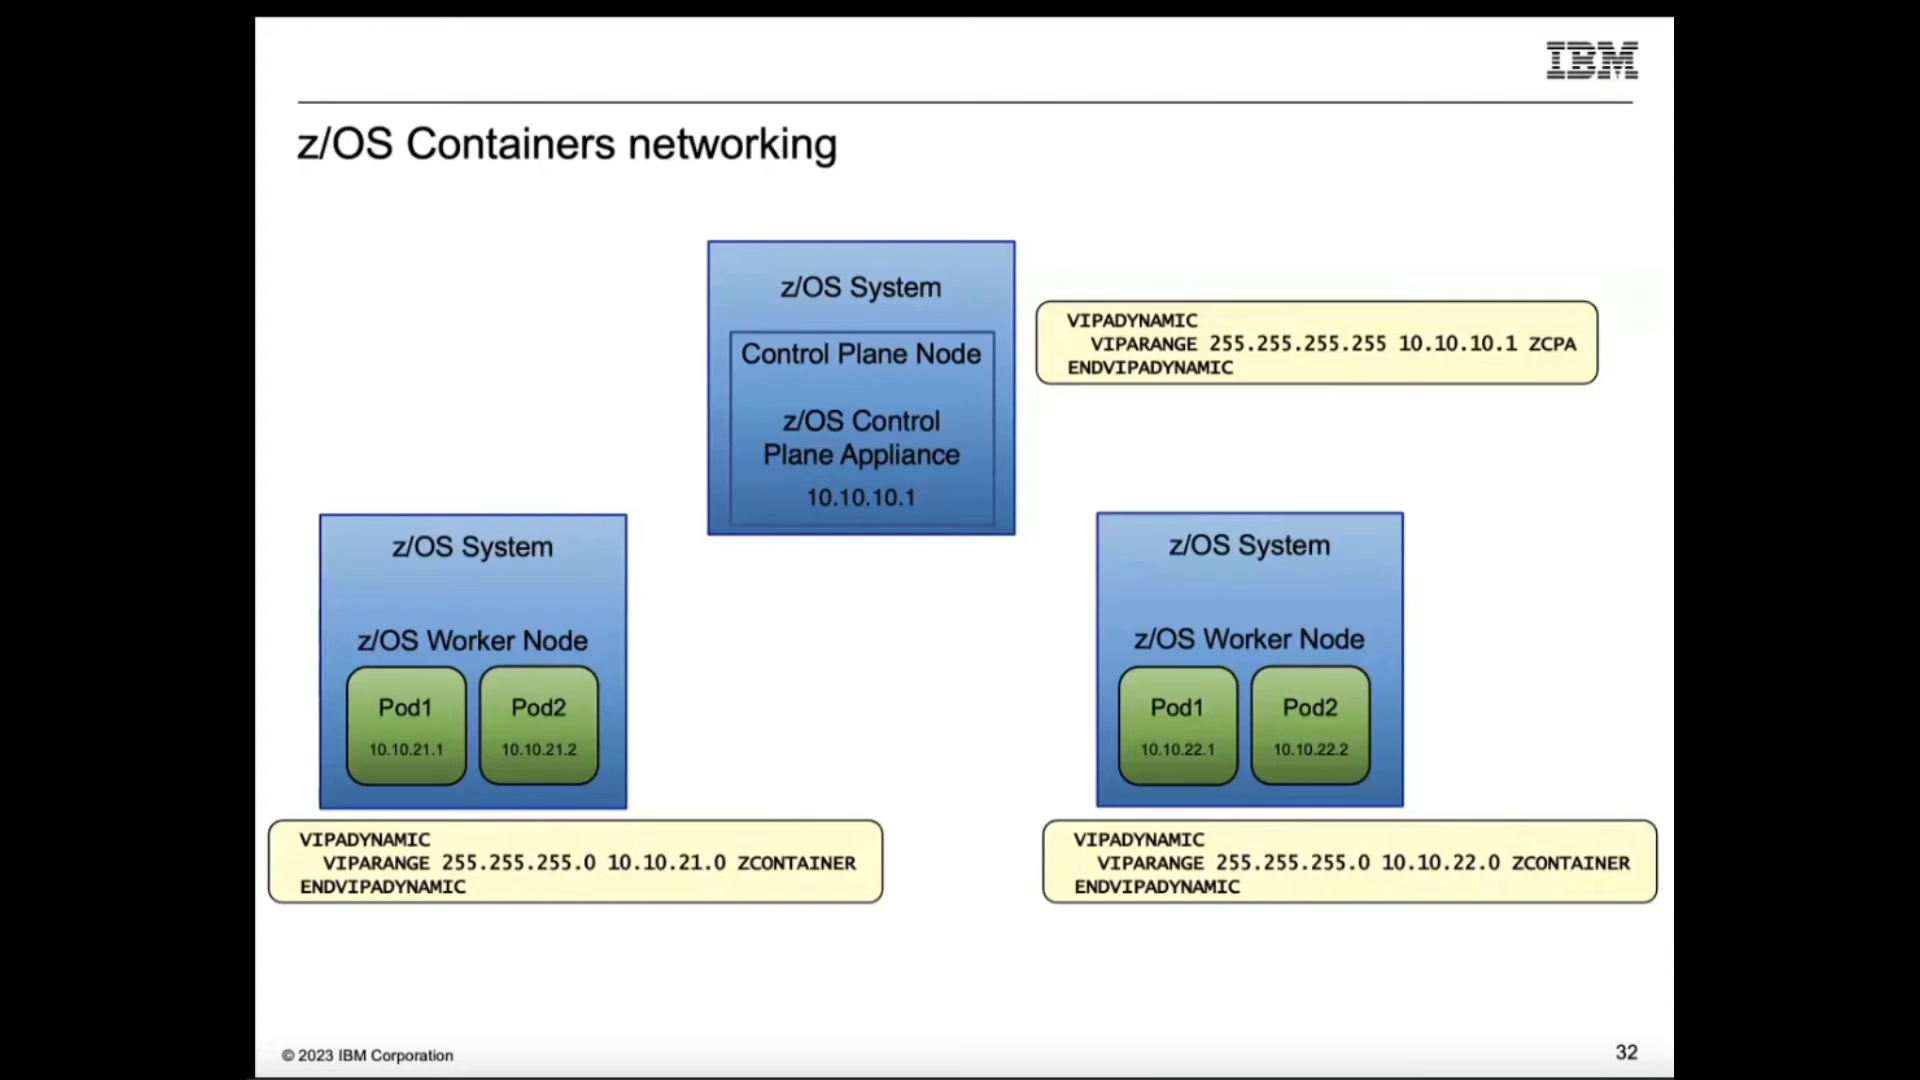 IBM
z/OS Containers networking
z/OS System
Control Plane Node
z/OS Control
Plane Appliance
10.10.10.1
VIPADYNAMIC
VIPARANGE 255.255.255.255 10.10.10.1 ZCPA
ENDVIPADYNAMIC
z/OS System
z/OS Worker Node
Pod1
10.10.21.1
Pod2
10.10.21.2
VIPADYNAMIC
VIPARANGE 255.255.255.0 10.10.21.0 ZCONTAINER
ENDVIPADYNAMIC
z/OS System
z/OS Worker Node
Pod1
10.10.22.1
Pod2
10.10.22.2
VIPADYNAMIC
VIPARANGE 255.255.255.0 10.10.22.0 ZCONTAINER
ENDVIPADYNAMIC
© 2023 IBM Corporation
32